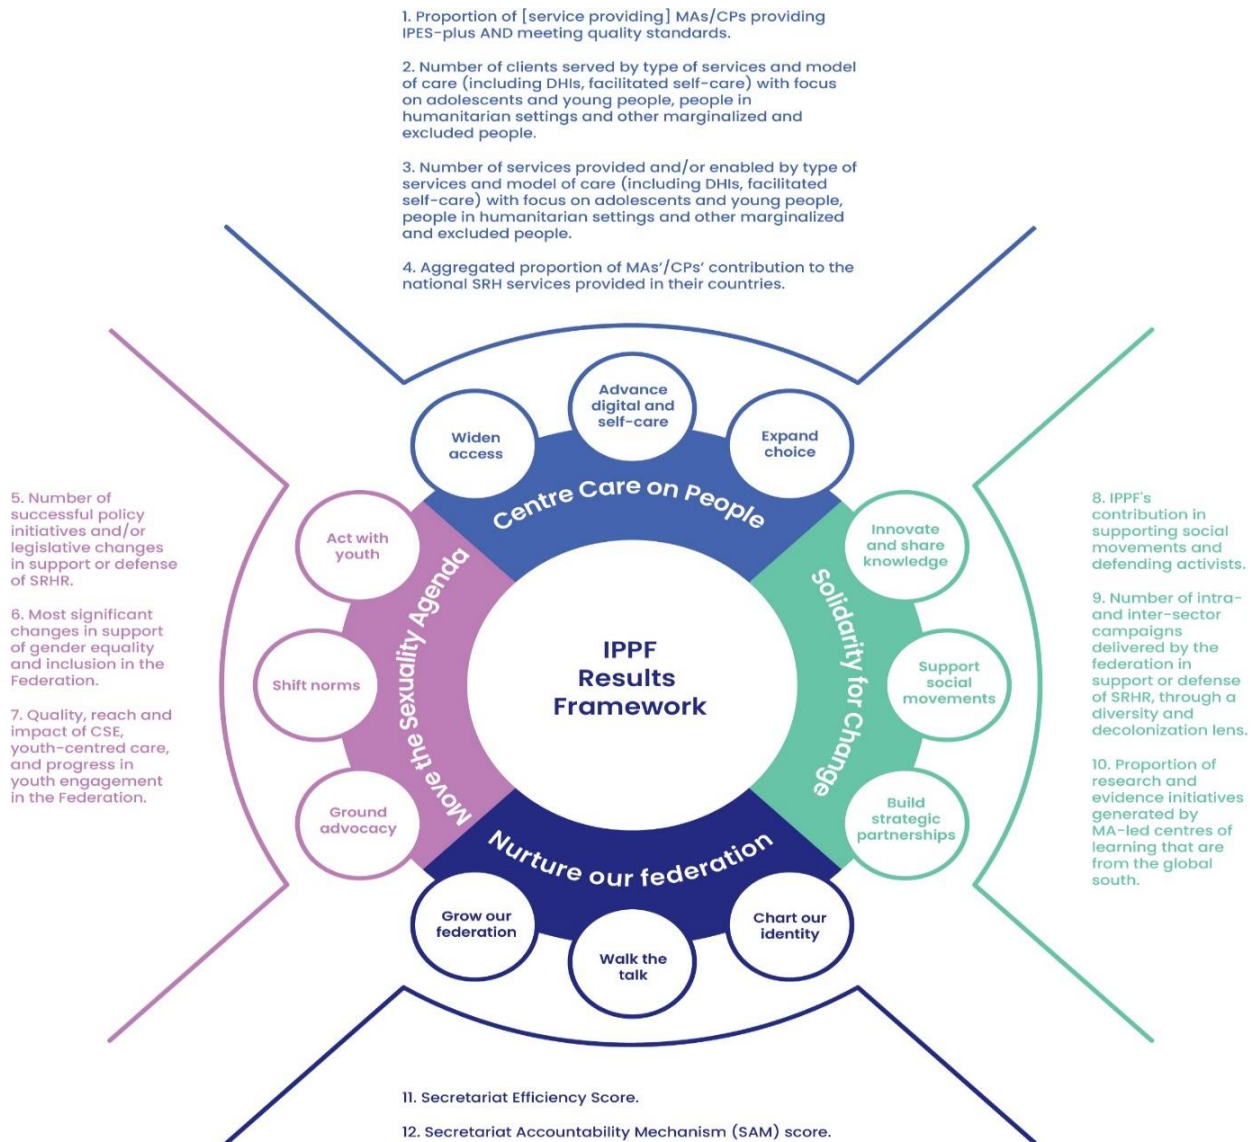 1. Proportion of [service providing] MAs/CPs providing
IPES-plus AND meeting quality standards.
2. Number of clients served by type of services and model
of care (including DHIs, facilitated self-care) with focus
on adolescents and young people, people in
humanitarian settings and other marginalized and
excluded people.
3. Number of services provided and/or enabled by type of
services and model of care (including DHIs, facilitated
self-care) with focus on adolescents and young people,
people in humanitarian settings and other marginalized
and excluded people.
4. Aggregated proportion of MAs’/CPs’ contribution to the
national SRH services provided in their countries.
Widen
access
Advance
digital and
self-care
Expand
choice
Centre Care on People
5. Number of
successful policy
initiatives and/or
legislative changes
in support or defense
of SRHR.
6. Most significant
changes in support
of gender equality
and inclusion in the
Federation.
7. Quality, reach and
impact of CSE,
youth-centred care,
and progress in
youth engagement
in the Federation.
Act with
youth
Shift norms
Ground
advocacy
Move the Sexuality Agenda
IPPF
Results
Framework
Solidarity for Change
Innovate
and share
knowledge
Support
social
movements
Build
strategic
partnerships
8. IPPF's
contribution in
supporting social
movements and
defending activists.
9. Number of intra-
and inter-sector
campaigns
delivered by the
federation in
support or defense
of SRHR, through a
diversity and
decolonization lens.
10. Proportion of
research and
evidence initiatives
generated by
MA-led centres of
learning that are
from the global
south.
Nurture our federation
Grow our
federation
Walk the
talk
Chart our
identity
11. Secretariat Efficiency Score.
12. Secretariat Accountability Mechanism (SAM) score.